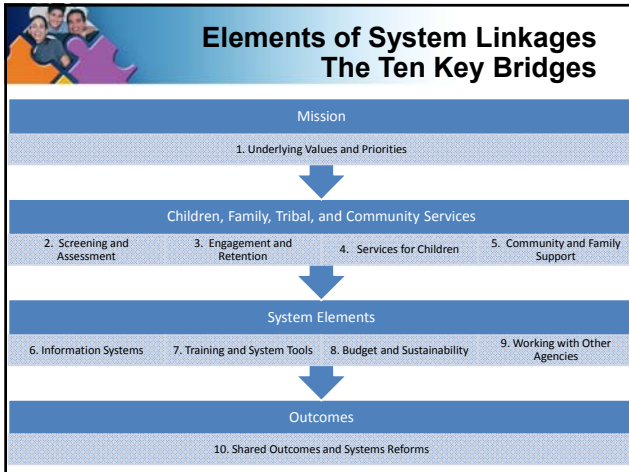 Elements of System Linkages
The Ten Key Bridges
Mission
1. Underlying Values and Priorities
Children, Family, Tribal, and Community Services
2. Screening and
Assessment
3. Engagement and
Retention
4. Services for Children
5. Community and Family
Support
System Elements
6. Information Systems
7. Training and System Tools
8. Budget and Sustainability
9. Working with Other
Agencies
Outcomes
10. Shared Outcomes and Systems Reforms